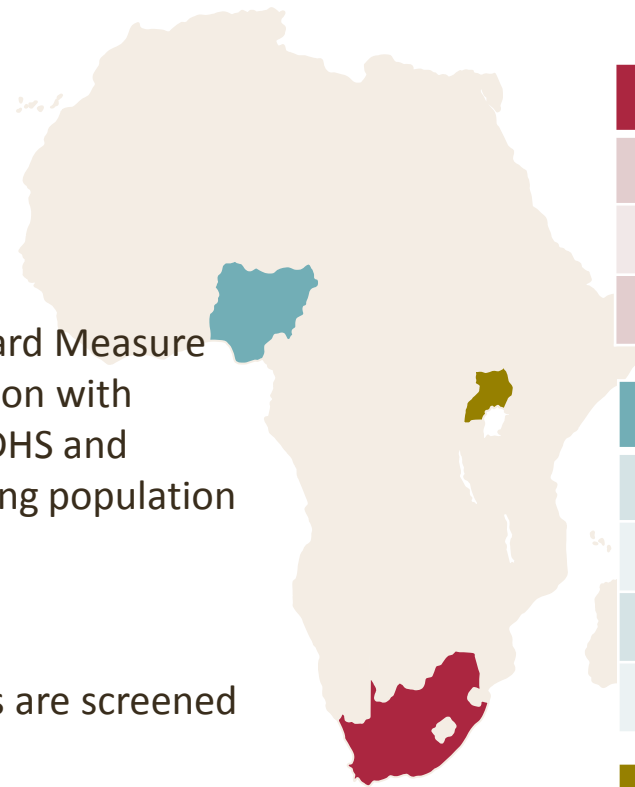 ard Measure
on with
DHS and
ng population
s are screened